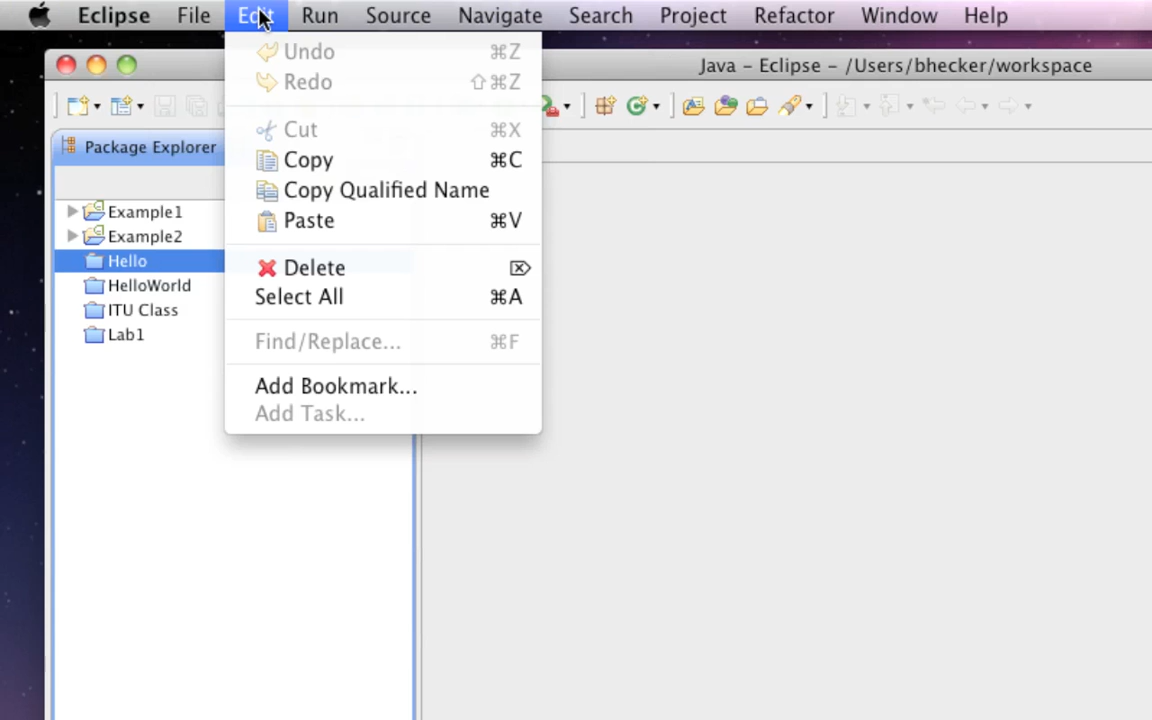 Eclipse File Edit Run Source Navigate Search Project Refactor Window Help
Java – Eclipse – /Users/bhecker/workspace
Undo ⌘Z
Redo ⇧⌘Z
Cut ⌘X
Copy ⌘C
Copy Qualified Name
Paste ⌘V
Delete ⌦
Select All ⌘A
Find/Replace... ⌘F
Add Bookmark...
Add Task...
Package Explorer
Example1
Example2
Hello
HelloWorld
ITU Class
Lab1